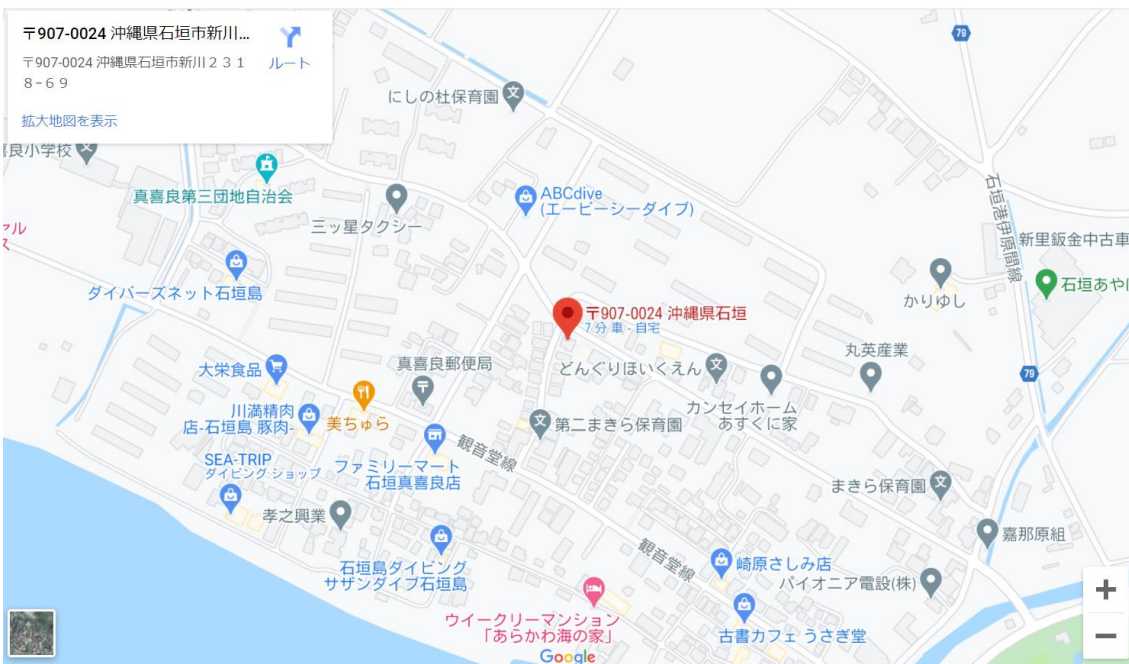 〒907-0024 沖縄県石垣市新川...
〒907-0024 沖縄県石垣市新川２３１
８−６９
ルート
拡大地図を表示
79
にしの杜保育園
良小学校
真喜良第三団地自治会
ABCdive
(エービーシーダイブ)
三ッ星タクシー
石垣港伊原間線
新里鈑金中古車
ダイバーズネット石垣島
かりゆし
石垣あやぱ
〒907-0024 沖縄県石垣
7 分 車 - 自宅
丸英産業
真喜良郵便局
どんぐりほいくえん
大栄食品
79
カンセイホーム
あすくに家
川満精肉
店-石垣島 豚肉-
美ちゅら
第二まきら保育園
観音堂線
SEA-TRIP
ダイビング ショップ
ファミリーマート
石垣真喜良店
まきら保育園
孝之興業
嘉那原組
観音堂線
崎原さしみ店
石垣島ダイビング
サザンダイブ石垣島
パイオニア電設(株)
ウイークリーマンション
「あらかわ海の家」
古書カフェ うさぎ堂
Google